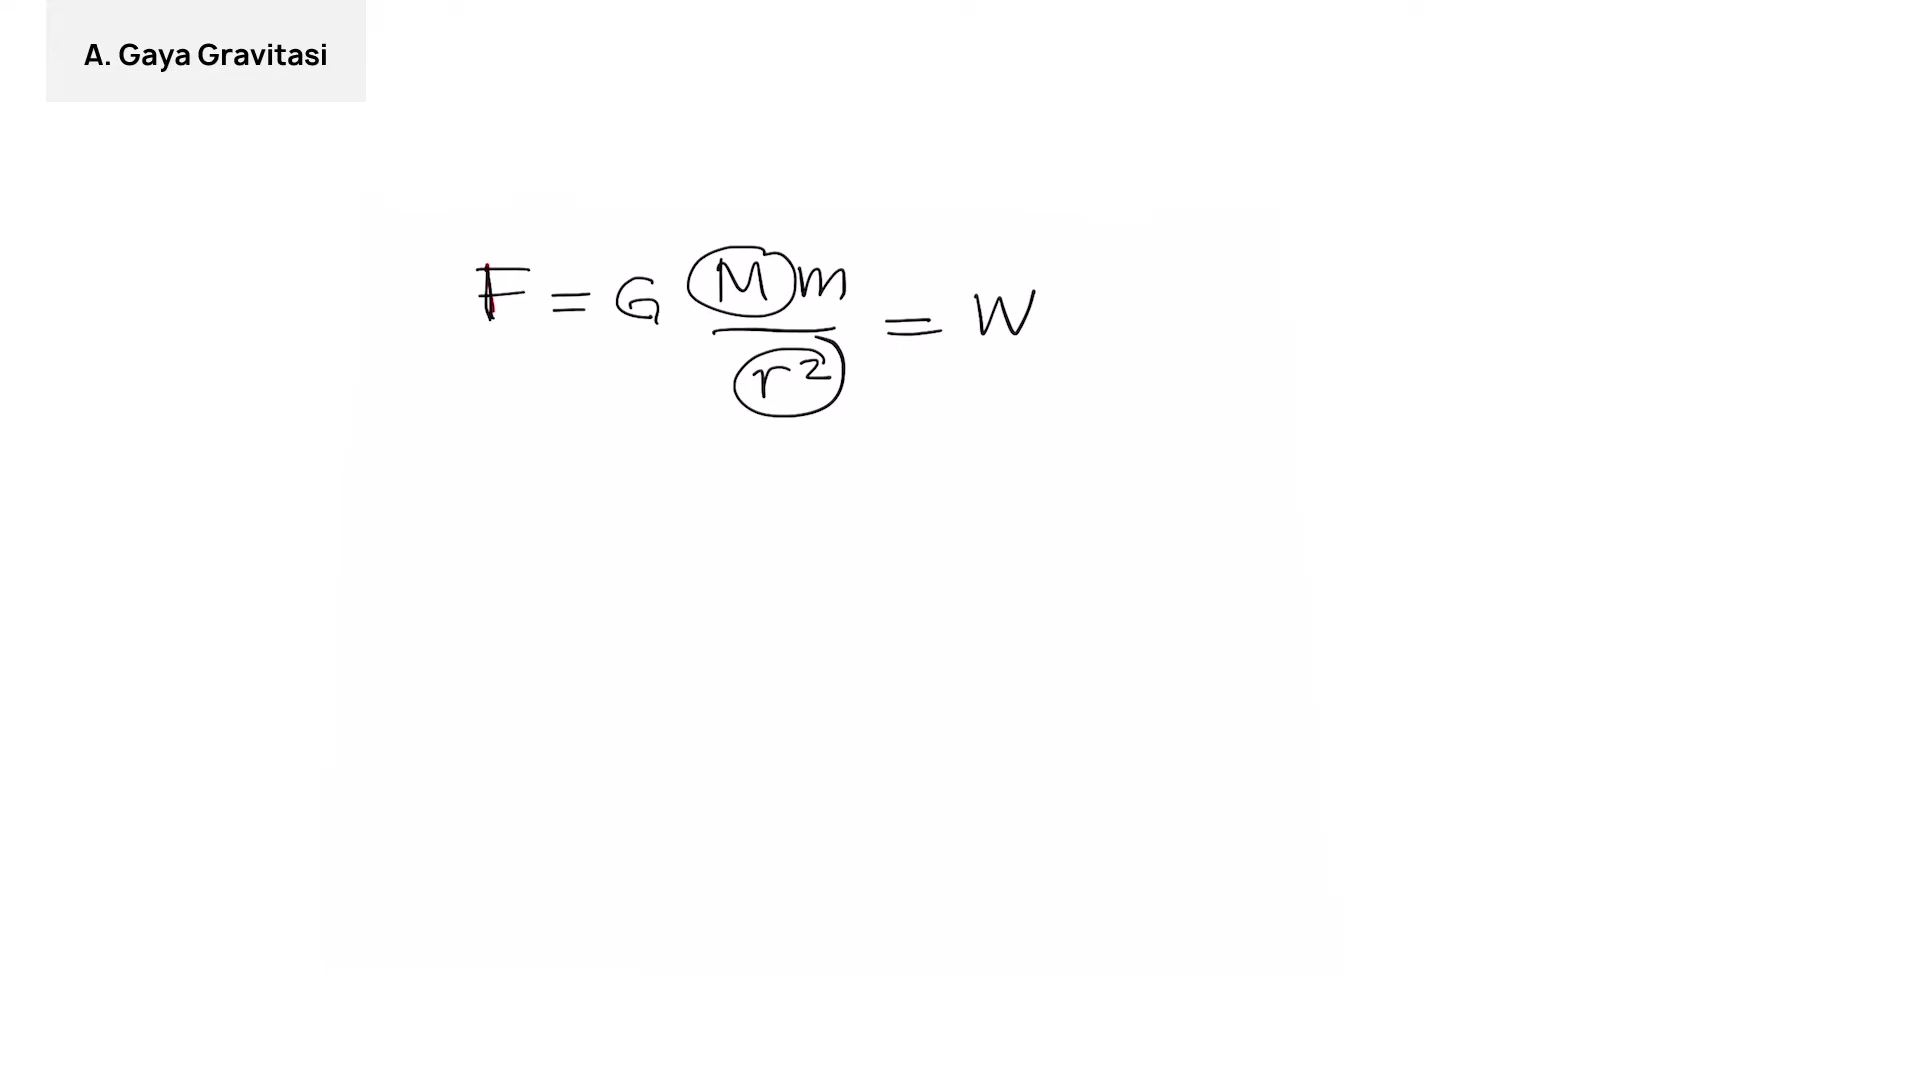 A. Gaya Gravitasi
F = G Mm/r² = W